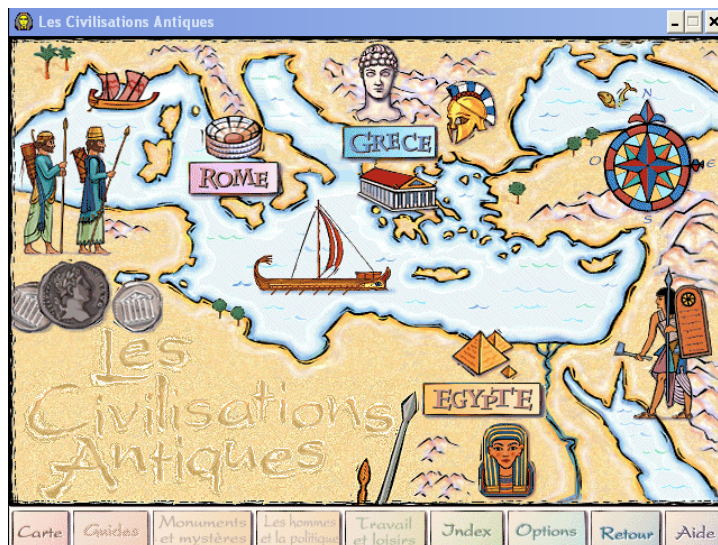 Les Civilisations Antiques
N
GRECE
O
E
ROME
S
EGYPTE
Les
Civilisations
Antiques
Carte
Guides
Monuments
et mystères
Les hommes
et la politique
Travail
et loisirs
Index
Options
Retour
Aide